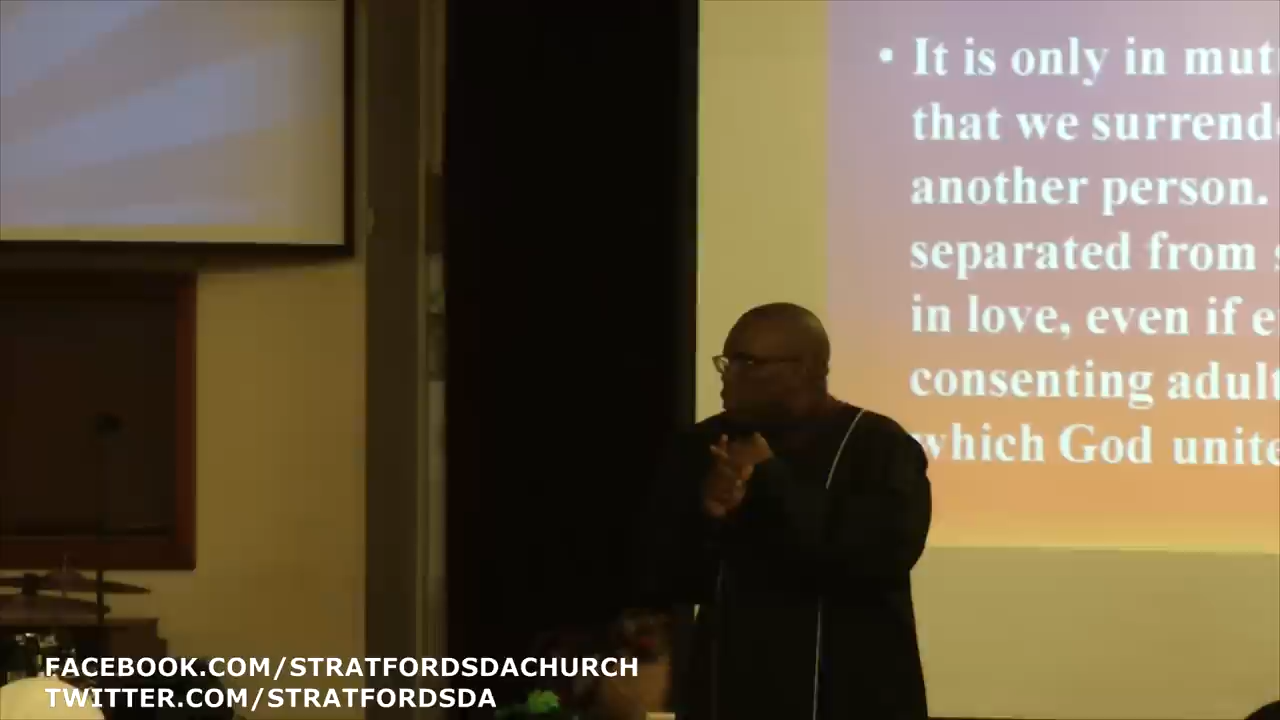 • It is only in mut
that we surrend
another person.
separated from
in love, even if e
consenting adult
which God unite
FACEBOOK.COM/STRATFORDSDACHURCH
TWITTER.COM/STRATFORDSDA